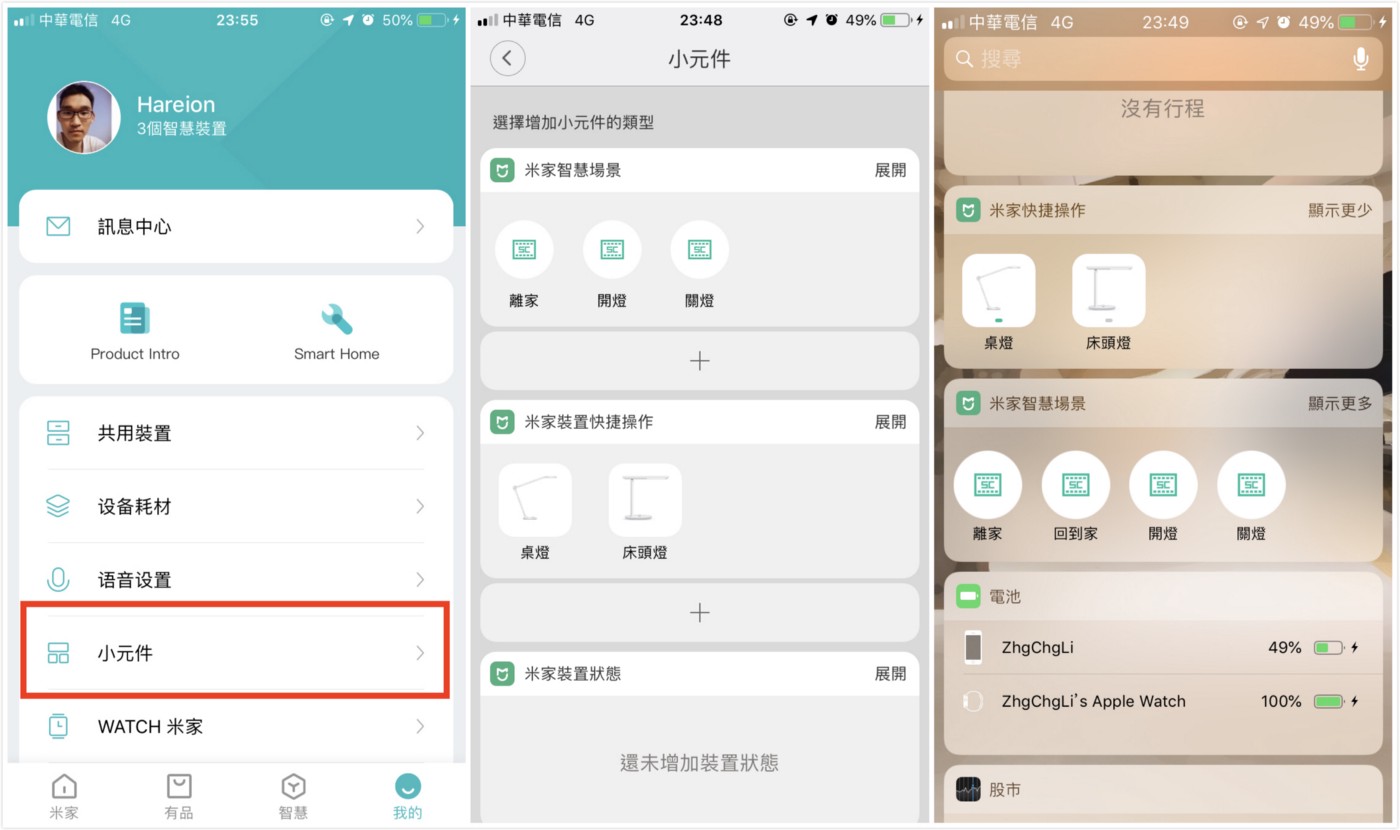 中華電信 4G 23:55 50%
Hareion
3個智慧裝置
訊息中心
Product Intro Smart Home
共用裝置
设备耗材
语音设置
小元件
WATCH 米家
米家 有品 智慧 我的
中華電信 4G 23:48 49%
小元件
選擇增加小元件的類型
米家智慧場景 展開
SC SC SC
離家 開燈 關燈
米家裝置快捷操作 展開
桌燈 床頭燈
米家裝置狀態 展開
還未增加裝置狀態
中華電信 4G 23:49 49%
搜尋
沒有行程
米家快捷操作 顯示更少
桌燈 床頭燈
米家智慧場景 顯示更多
SC SC SC SC
離家 回到家 開燈 關燈
電池
ZhgChgLi 49%
ZhgChgLi's Apple Watch 100%
股市